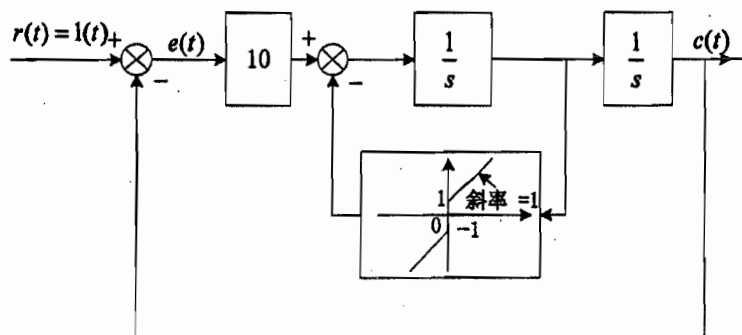 r(t) = 1(t) + e(t) 10 + 1/s 1/s c(t)
- -
1 斜率 =1
0 -1